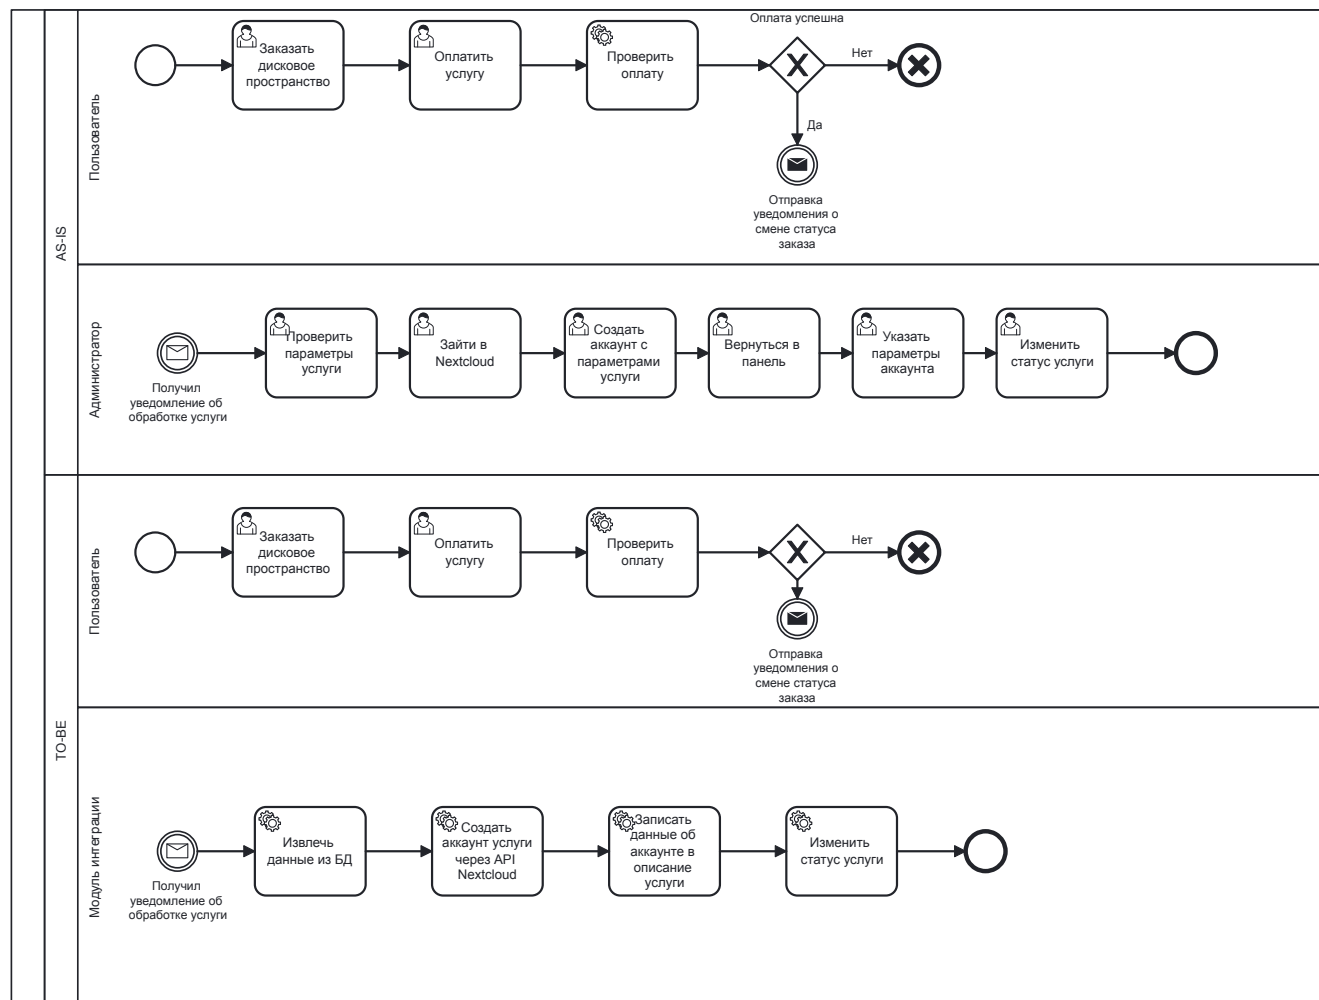 AS-IS
Пользователь
Заказать
дисковое
пространство
Оплатить
услугу
Проверить
оплату
Оплата успешна
Нет
Да
Отправка
уведомления о
смене статуса
заказа
Администратор
Получил
уведомление об
обработке услуги
Проверить
параметры
услуги
Зайти в
Nextcloud
Создать
аккаунт с
параметрами
услуги
Вернуться в
панель
Указать
параметры
аккаунта
Изменить
статус услуги
TO-BE
Пользователь
Заказать
дисковое
пространство
Оплатить
услугу
Проверить
оплату
Нет
Отправка
уведомления о
смене статуса
заказа
Модуль интеграции
Получил
уведомление об
обработке услуги
Извлечь
данные из БД
Создать
аккаунт услуги
через API
Nextcloud
Записать
данные об
аккаунте в
описание
услуги
Изменить
статус услуги